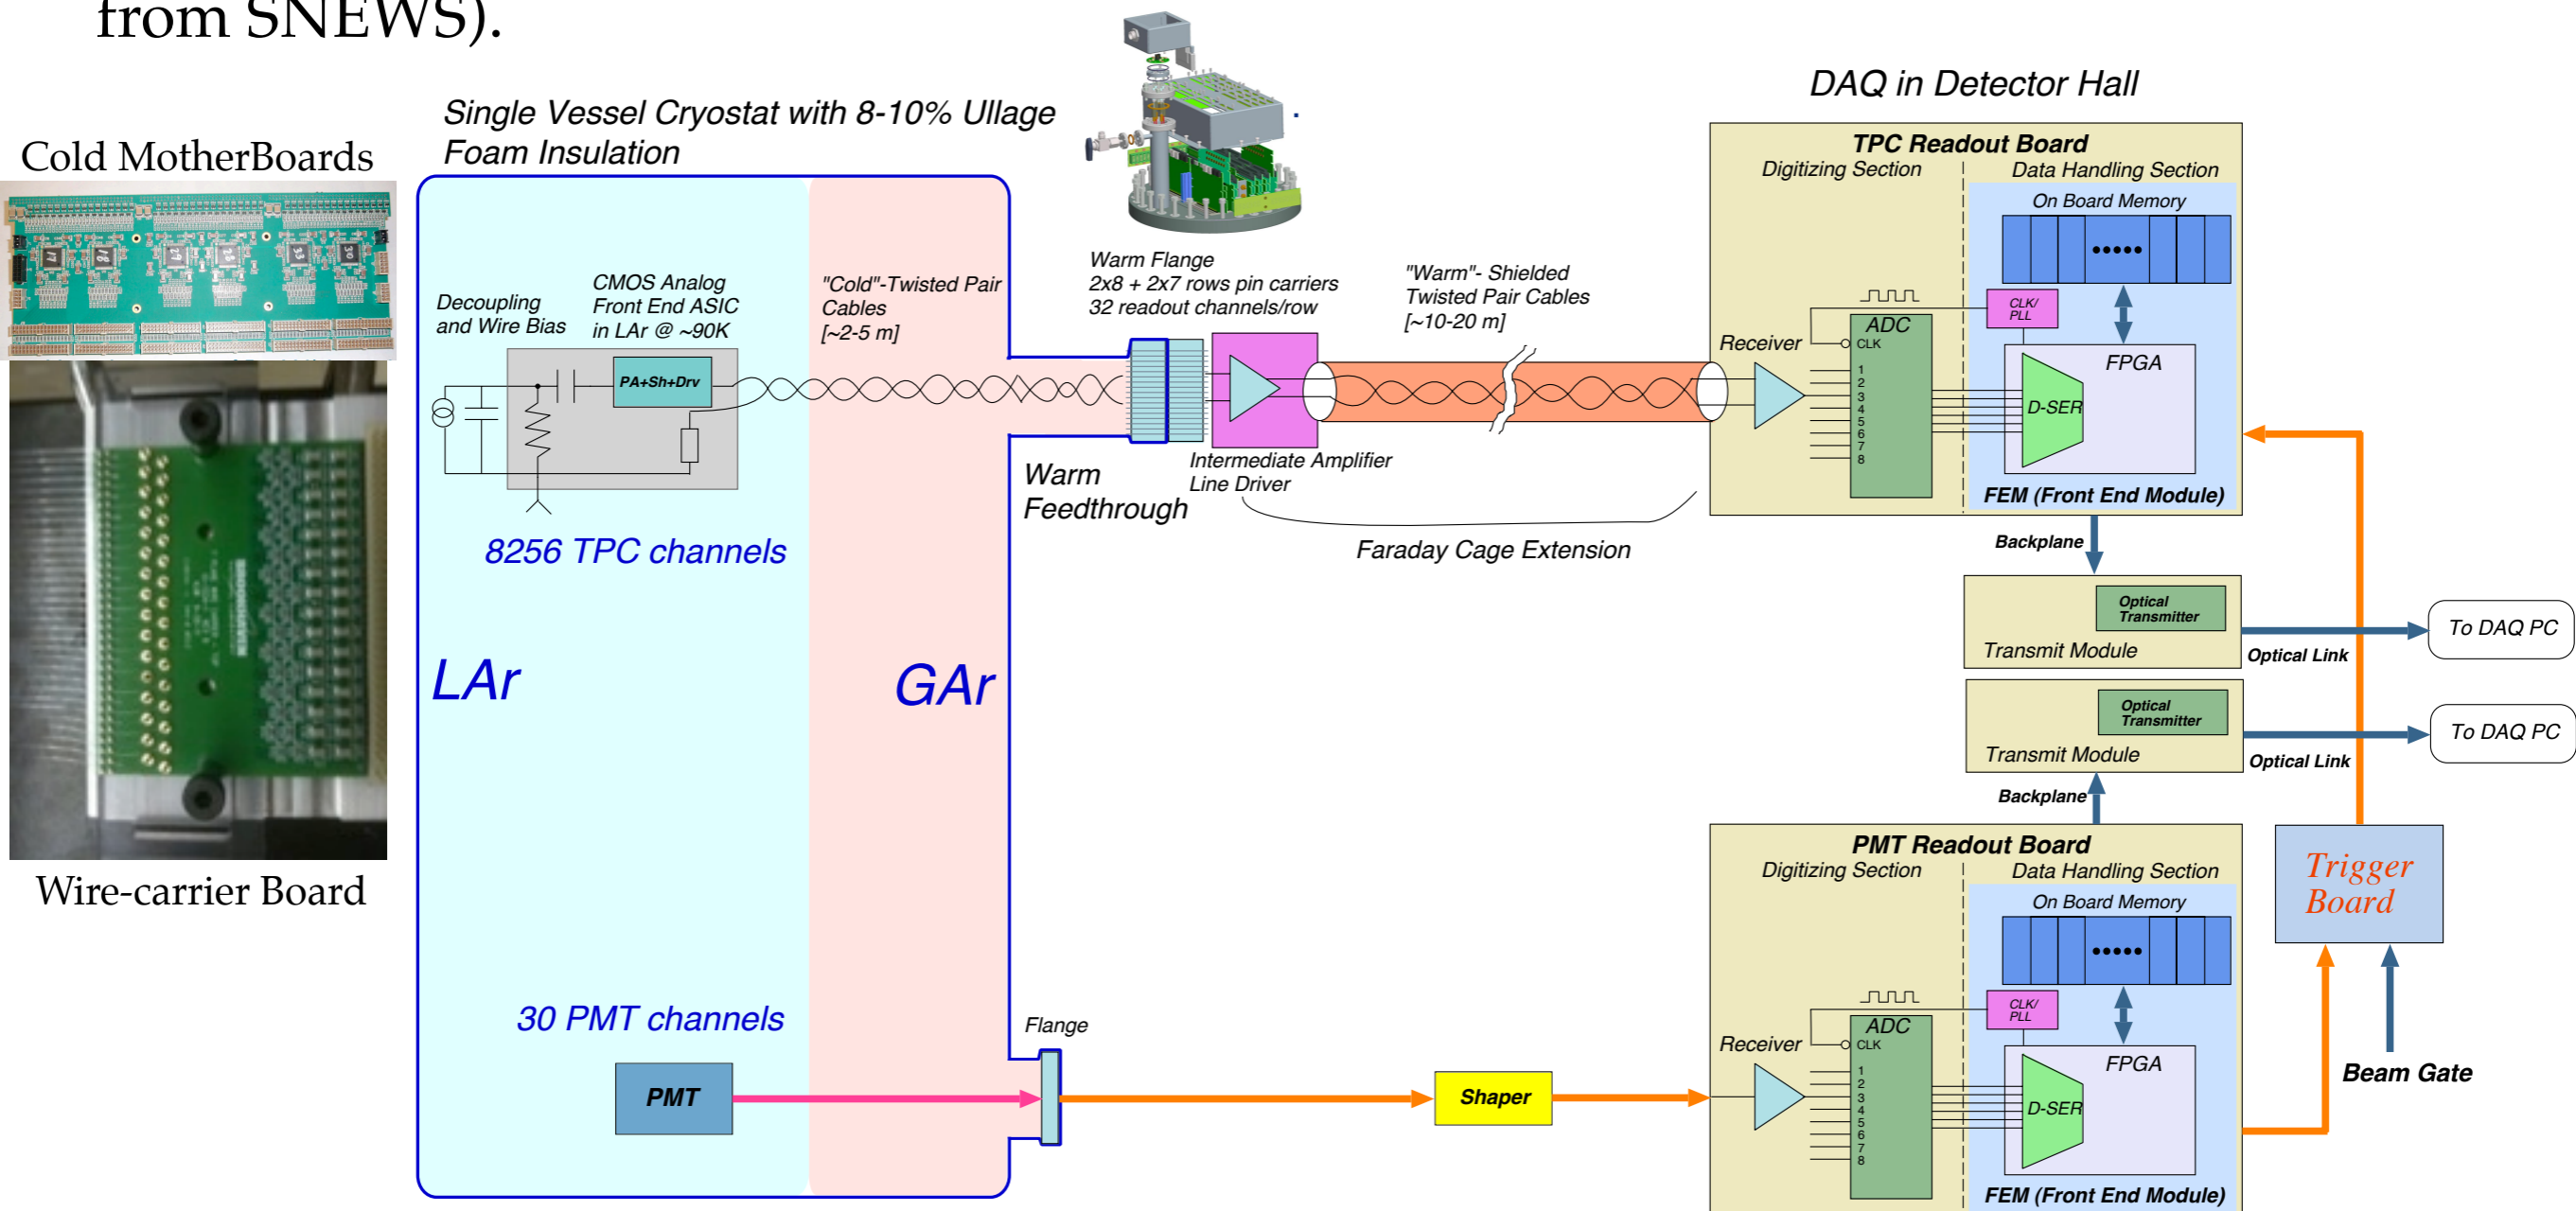 from SNEWS).
Cold MotherBoards
Wire-carrier Board
Single Vessel Cryostat with 8-10% Ullage
Foam Insulation
Decoupling
and Wire Bias
CMOS Analog
Front End ASIC
in LAr @ ~90K
PA+Sh+Drv
"Cold"-Twisted Pair
Cables
[~2-5 m]
8256 TPC channels
LAr
GAr
30 PMT channels
PMT
Flange
Warm Flange
2x8 + 2x7 rows pin carriers
32 readout channels/row
Warm
Feedthrough
Intermediate Amplifier
Line Driver
"Warm"- Shielded
Twisted Pair Cables
[~10-20 m]
Faraday Cage Extension
Shaper
DAQ in Detector Hall
TPC Readout Board
Digitizing Section
Data Handling Section
On Board Memory
CLK/
PLL
Receiver
ADC
CLK
1
2
3
4
5
6
7
8
FPGA
D-SER
FEM (Front End Module)
Backplane
Optical
Transmitter
Transmit Module
Optical Link
To DAQ PC
Optical
Transmitter
Transmit Module
Optical Link
To DAQ PC
Backplane
PMT Readout Board
Digitizing Section
Data Handling Section
On Board Memory
CLK/
PLL
Receiver
ADC
CLK
1
2
3
4
5
6
7
8
FPGA
D-SER
FEM (Front End Module)
Trigger
Board
Beam Gate